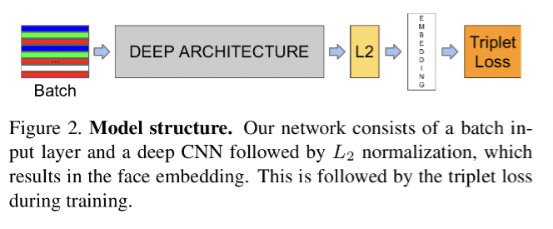 ...
Batch
DEEP ARCHITECTURE
L2
EMBEDDING
Triplet
Loss
Figure 2. Model structure. Our network consists of a batch in-
put layer and a deep CNN followed by L2 normalization, which
results in the face embedding. This is followed by the triplet loss
during training.